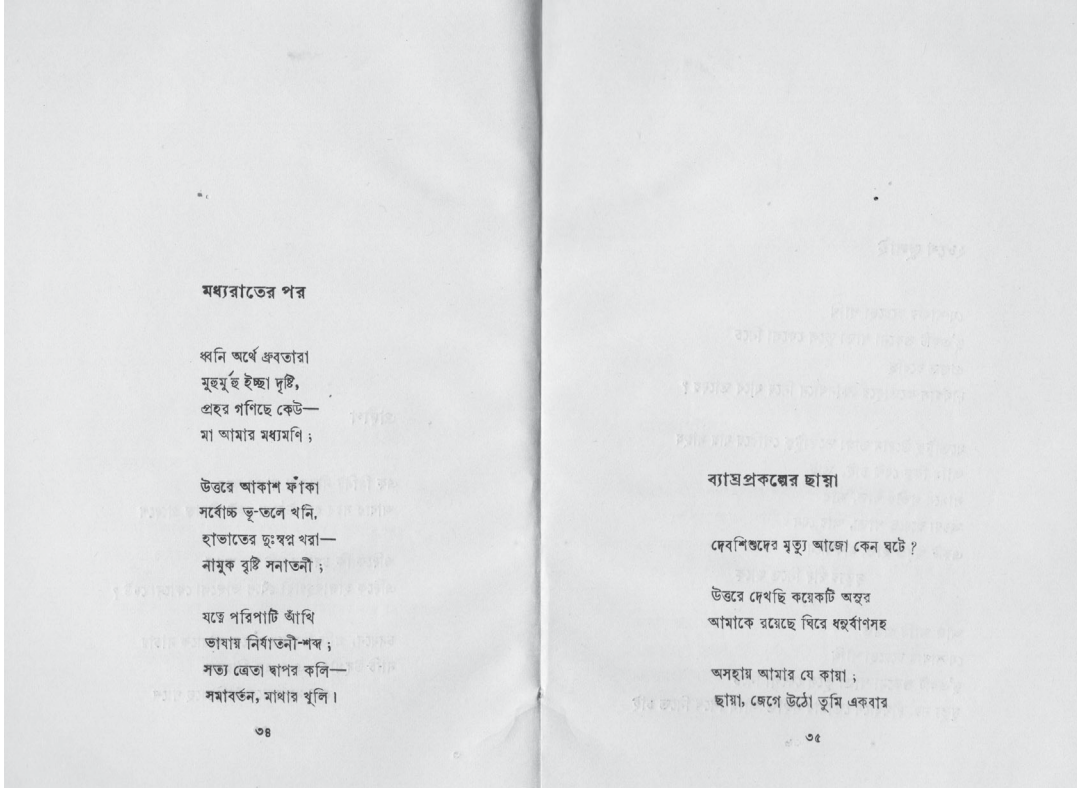 মধ্যরাতের পর
ধ্বনি অর্থে ধ্রুবতারা
মুহুর্মুহু ইচ্ছা দৃষ্টি,
প্রহর গণিছে কেউ—
মা আমার মধ্যমণি ;
উত্তরে আকাশ ফাঁকা
সর্বোচ্চ ভূ-তলে খনি,
হাভাতের দুঃস্বপ্ন খরা—
নামুক বৃষ্টি সনাতনী ;
যত্নে পরিপাটি আঁখি
ভাষায় নির্যাতনী-শব্দ ;
সত্য ত্রেতা দ্বাপর কলি—
সমাবর্তন, মাথার খুলি।
৩৪
ব্যাঘ্রপ্রকল্পের ছায়া
দেবশিশুদের মৃত্যু আজো কেন ঘটে ?
উত্তরে দেখছি কয়েকটি অসুর
আমাকে রয়েছে ঘিরে ধনুর্বাণসহ
অসহায় আমার যে কায়া ;
ছায়া, জেগে উঠো তুমি একবার
৩৫